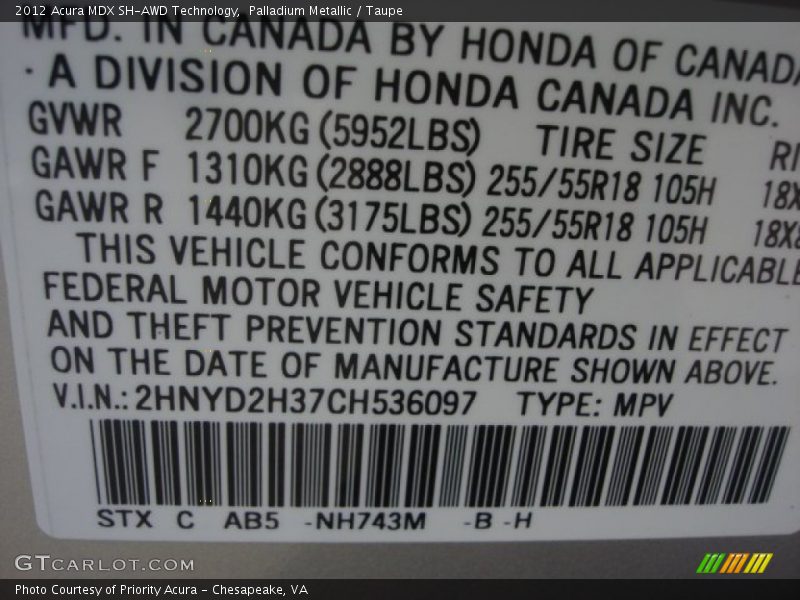 2012 Acura MDX SH-AWD Technology, Palladium Metallic / Taupe
MFD. IN CANADA BY HONDA OF CANADA
· A DIVISION OF HONDA CANADA INC.
GVWR 2700KG (5952LBS) TIRE SIZE RI
GAWR F 1310KG (2888LBS) 255/55R18 105H 18X
GAWR R 1440KG (3175LBS) 255/55R18 105H 18X8
THIS VEHICLE CONFORMS TO ALL APPLICABLE
FEDERAL MOTOR VEHICLE SAFETY
AND THEFT PREVENTION STANDARDS IN EFFECT
ON THE DATE OF MANUFACTURE SHOWN ABOVE.
V.I.N.: 2HNYD2H37CH536097 TYPE: MPV
STX C AB5 -NH743M -B -H
GTCARLOT.COM
Photo Courtesy of Priority Acura – Chesapeake, VA